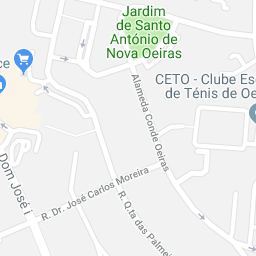 Jardim
de Santo
António de
Nova Oeiras
ce
CETO - Clube Es
de Ténis de Oe
Alameda Conde Oeiras
Dom José I
R. Dr. José Carlos Moreira
R. Q.ta das Palme